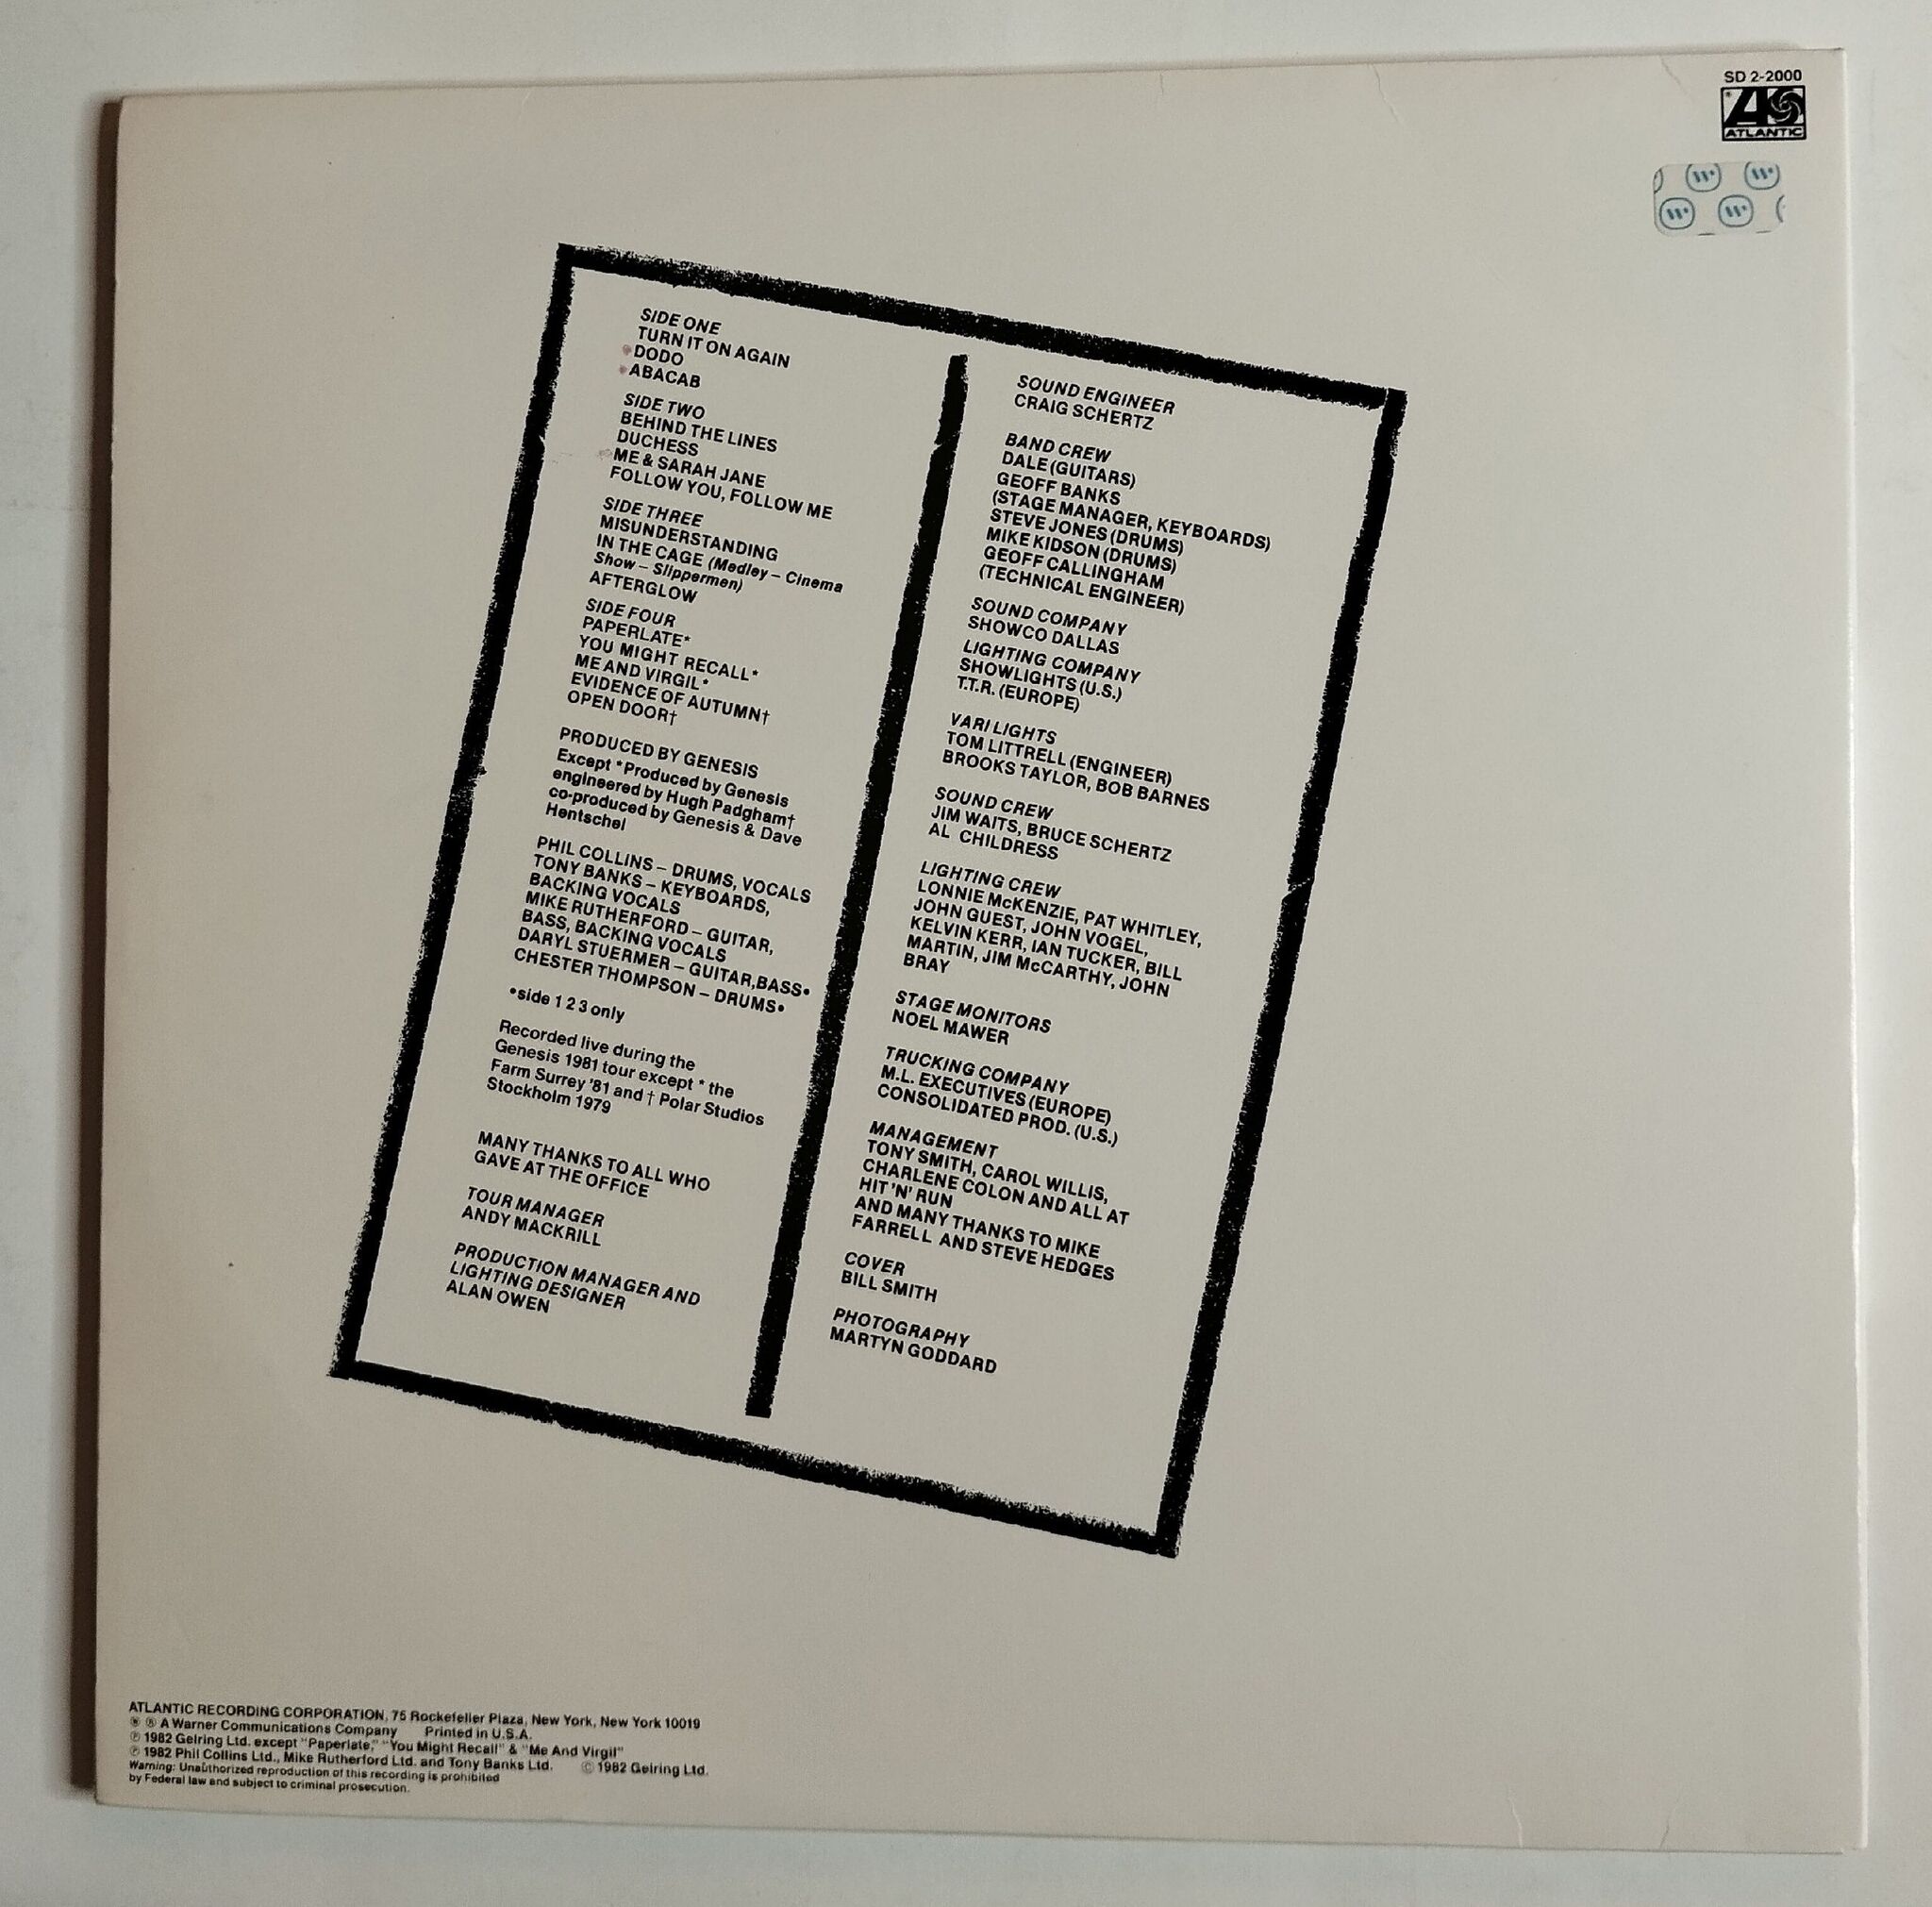 SD 2-2000
ATLANTIC
SIDE ONE
TURN IT ON AGAIN
DODO
ABACAB
SIDE TWO
BEHIND THE LINES
DUCHESS
ME & SARAH JANE
FOLLOW YOU, FOLLOW ME
SIDE THREE
MISUNDERSTANDING
IN THE CAGE (Medley – Cinema
Show – Slippermen)
AFTERGLOW
SIDE FOUR
PAPERLATE*
YOU MIGHT RECALL*
ME AND VIRGIL*
EVIDENCE OF AUTUMN†
OPEN DOOR†
PRODUCED BY GENESIS
Except *Produced by Genesis
engineered by Hugh Padgham†
co-produced by Genesis & Dave
Hentschel
PHIL COLLINS – DRUMS, VOCALS
TONY BANKS – KEYBOARDS,
BACKING VOCALS
MIKE RUTHERFORD – GUITAR,
BASS, BACKING VOCALS
DARYL STUERMER – GUITAR,BASS•
CHESTER THOMPSON – DRUMS•
•side 1 2 3 only
Recorded live during the
Genesis 1981 tour except * the
Farm Surrey '81 and † Polar Studios
Stockholm 1979
MANY THANKS TO ALL WHO
GAVE AT THE OFFICE
TOUR MANAGER
ANDY MACKRILL
PRODUCTION MANAGER AND
LIGHTING DESIGNER
ALAN OWEN
SOUND ENGINEER
CRAIG SCHERTZ
BAND CREW
DALE (GUITARS)
GEOFF BANKS
(STAGE MANAGER, KEYBOARDS)
STEVE JONES (DRUMS)
MIKE KIDSON (DRUMS)
GEOFF CALLINGHAM
(TECHNICAL ENGINEER)
SOUND COMPANY
SHOWCO DALLAS
LIGHTING COMPANY
SHOWLIGHTS (U.S.)
T.T.R. (EUROPE)
VARI LIGHTS
TOM LITTRELL (ENGINEER)
BROOKS TAYLOR, BOB BARNES
SOUND CREW
JIM WAITS, BRUCE SCHERTZ
AL CHILDRESS
LIGHTING CREW
LONNIE McKENZIE, PAT WHITLEY,
JOHN GUEST, JOHN VOGEL,
KELVIN KERR, IAN TUCKER, BILL
MARTIN, JIM McCARTHY, JOHN
BRAY
STAGE MONITORS
NOEL MAWER
TRUCKING COMPANY
M.L. EXECUTIVES (EUROPE)
CONSOLIDATED PROD. (U.S.)
MANAGEMENT
TONY SMITH, CAROL WILLIS,
CHARLENE COLON AND ALL AT
HIT 'N' RUN
AND MANY THANKS TO MIKE
FARRELL AND STEVE HEDGES
COVER
BILL SMITH
PHOTOGRAPHY
MARTYN GODDARD
ATLANTIC RECORDING CORPORATION, 75 Rockefeller Plaza, New York, New York 10019
A Warner Communications Company Printed in U.S.A.
℗ 1982 Gelring Ltd. except "Paperlate," "You Might Recall" & "Me And Virgil"
℗ 1982 Phil Collins Ltd., Mike Rutherford Ltd. and Tony Banks Ltd. © 1982 Gelring Ltd.
Warning: Unauthorized reproduction of this recording is prohibited
by Federal law and subject to criminal prosecution.